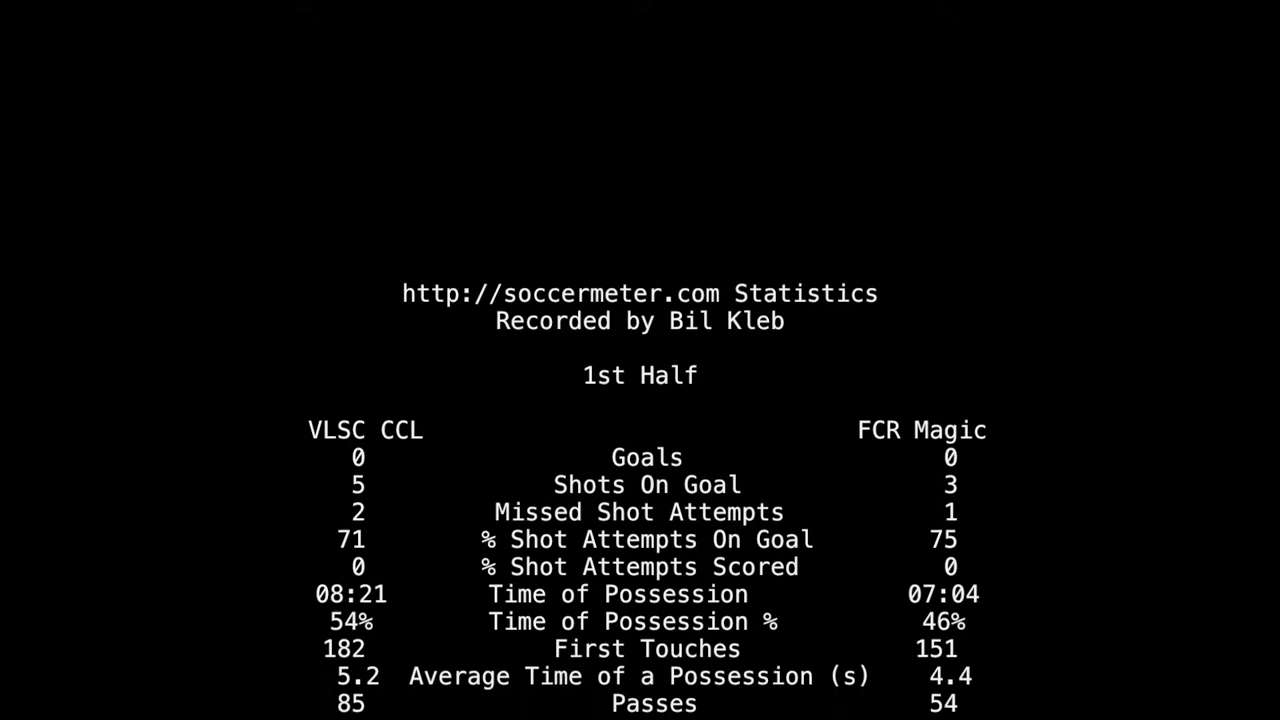 http://soccermeter.com Statistics
Recorded by Bil Kleb
1st Half
VLSC CCL FCR Magic
0 Goals 0
5 Shots On Goal 3
2 Missed Shot Attempts 1
71 % Shot Attempts On Goal 75
0 % Shot Attempts Scored 0
08:21 Time of Possession 07:04
54% Time of Possession % 46%
182 First Touches 151
5.2 Average Time of a Possession (s) 4.4
85 Passes 54